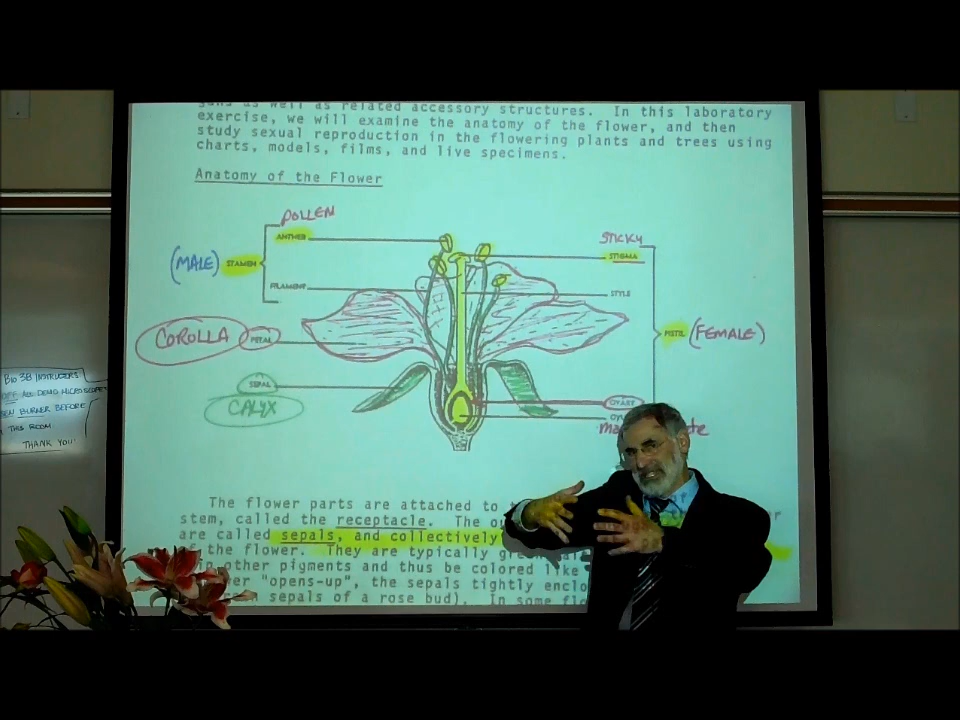 as well as related accessory structures. In this laboratory
exercise, we will examine the anatomy of the flower, and then
study sexual reproduction in the flowering plants and trees using
charts, models, films, and live specimens.
Anatomy of the Flower
POLLEN
ANTHER
STICKY
STIGMA
(MALE) STAMEN
FILAMENT
STYLE
COROLLA PETAL
PISTIL (FEMALE)
SEPAL
CALYX
OVARY
BIO 3B INSTRUCTORS
OFF ALL DEMO MICROSCOPES
BURNER BEFORE
THIS ROOM
THANK YOU
The flower parts are attached to
stem, called the receptacle. The
are called sepals, and collectively
of the flower. They are typically
other pigments and thus be colored like
"opens-up", the sepals tightly
sepals of a rose bud). In some